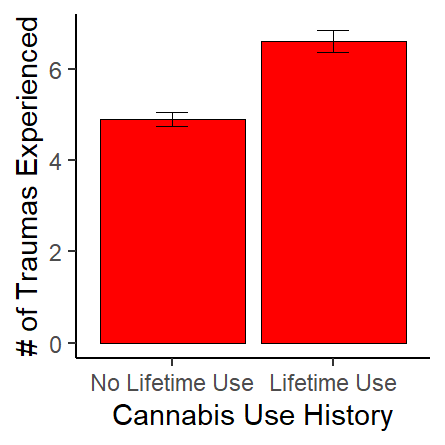 # of Traumas Experienced
6
4
2
0
No Lifetime Use
Lifetime Use
Cannabis Use History